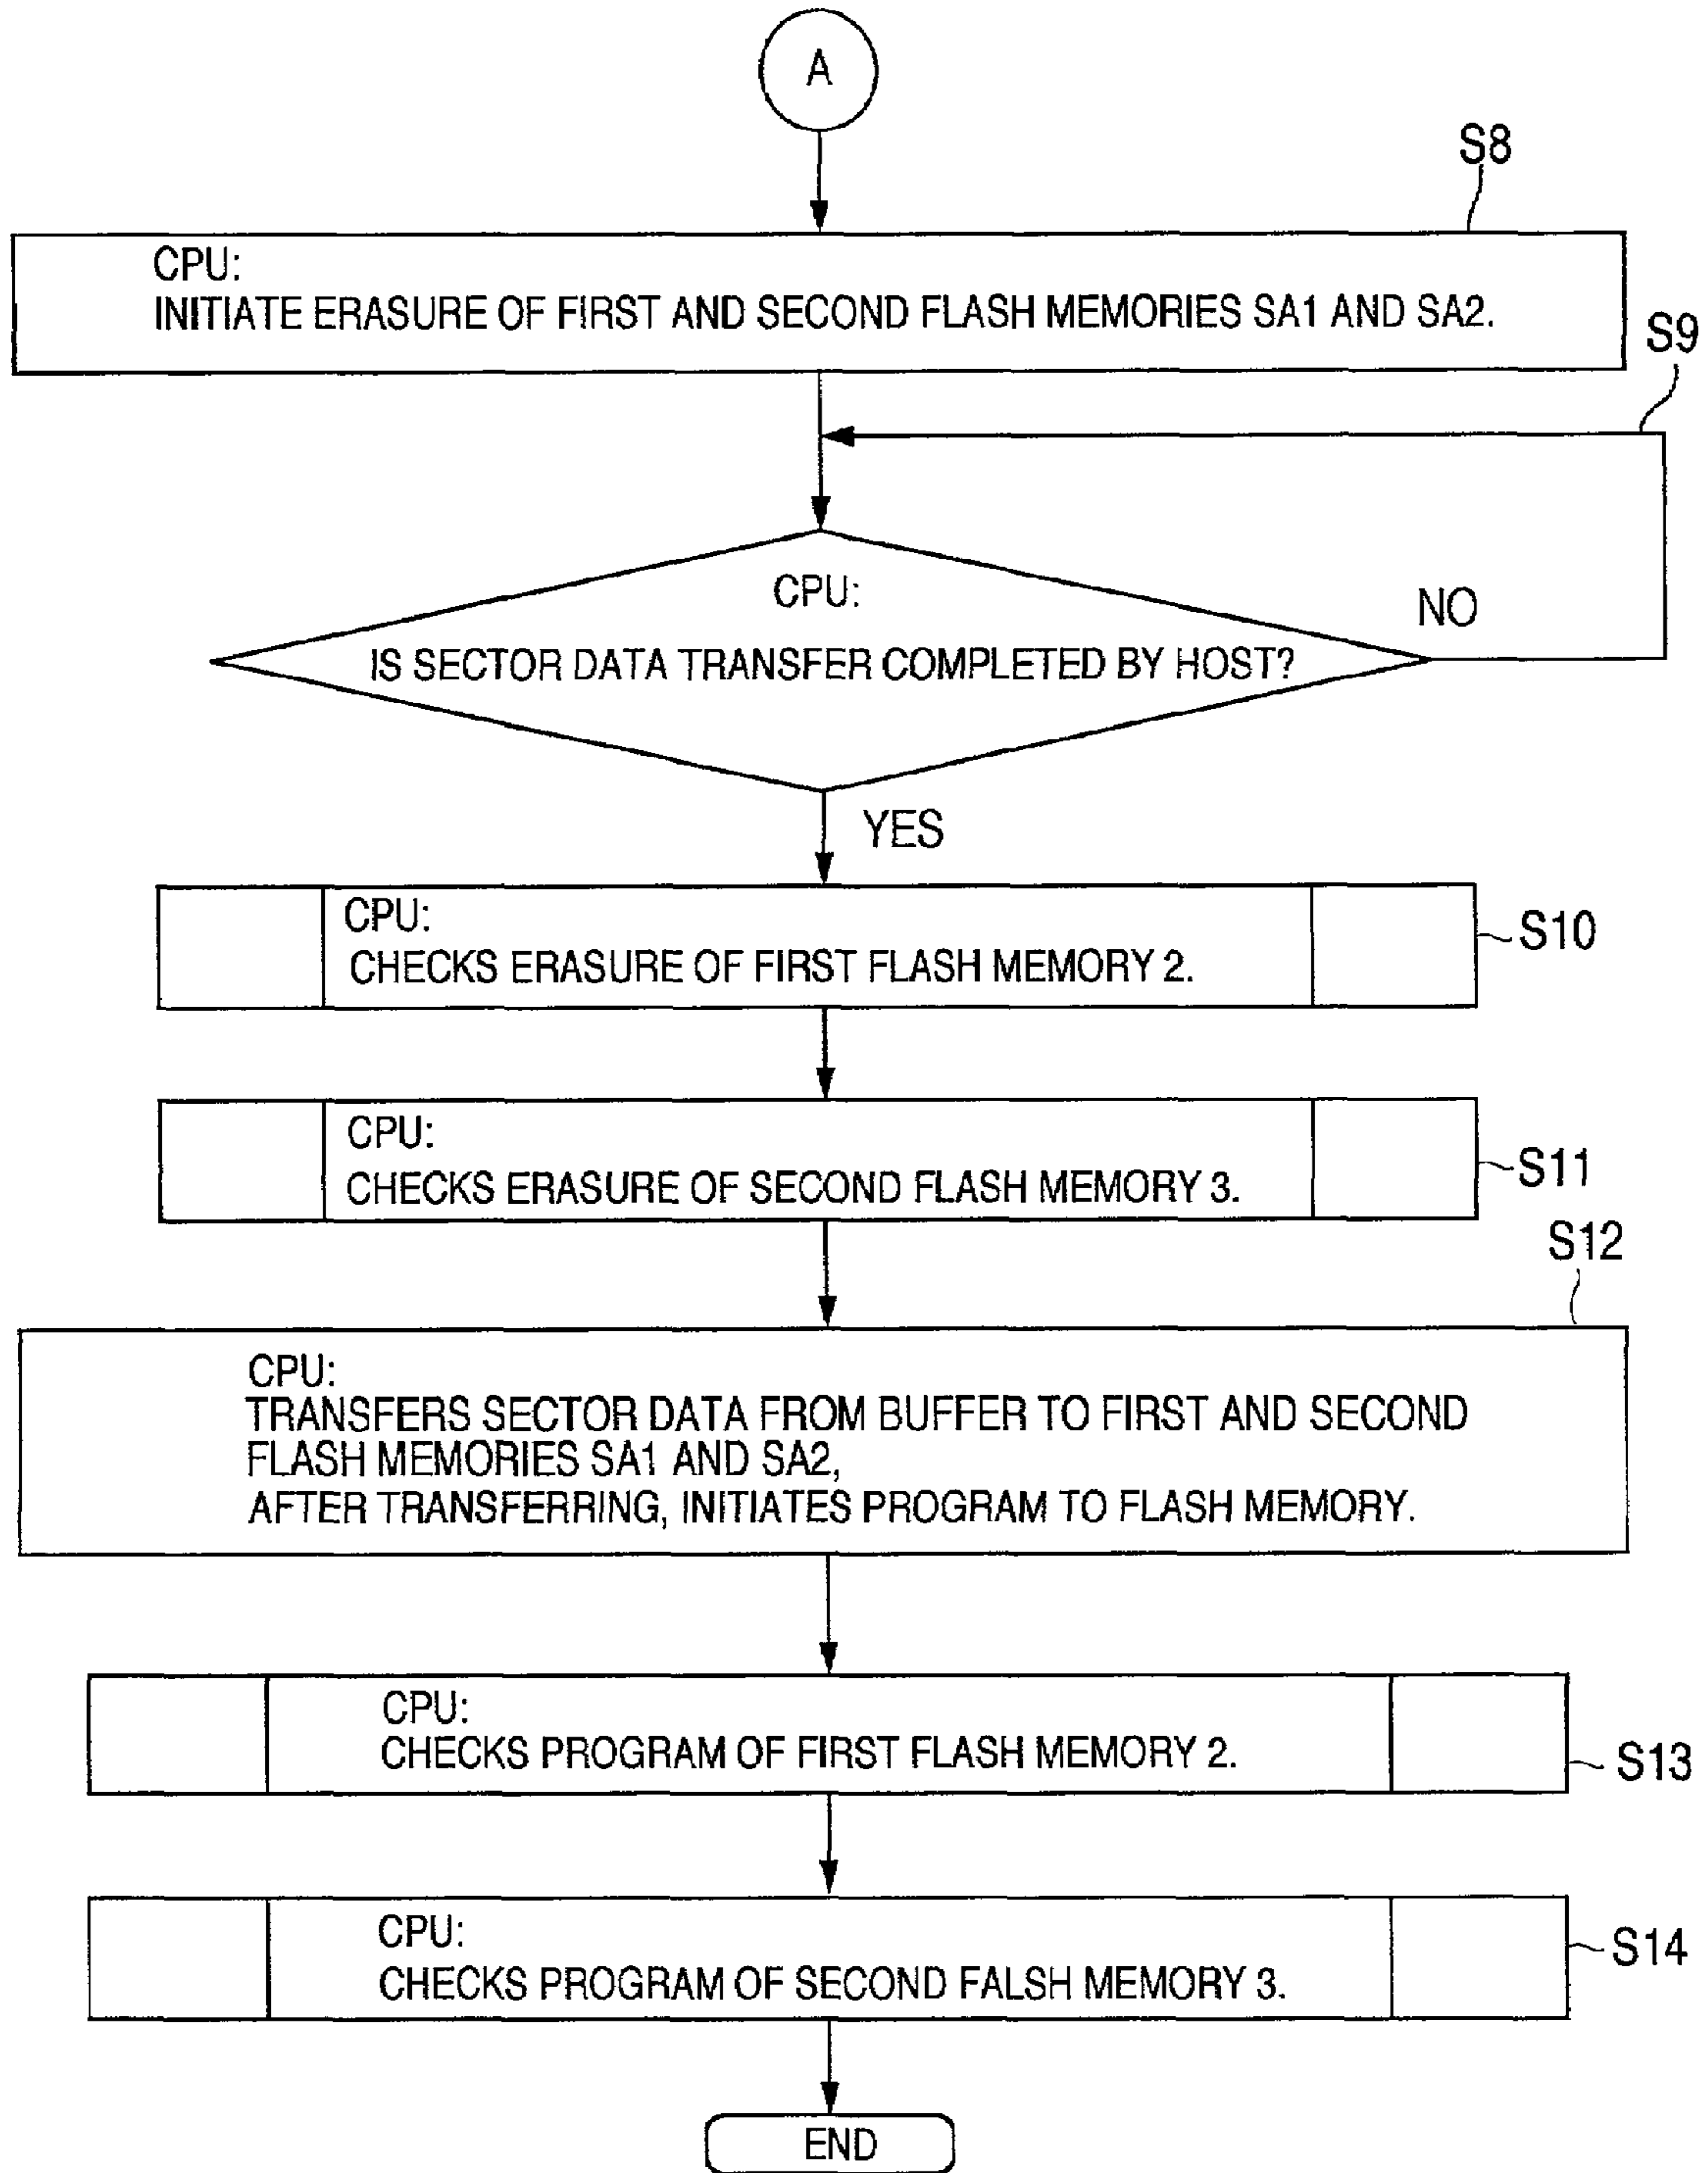 A
S8
CPU:
INITIATE ERASURE OF FIRST AND SECOND FLASH MEMORIES SA1 AND SA2.
S9
CPU:
IS SECTOR DATA TRANSFER COMPLETED BY HOST?
NO
YES
CPU:
CHECKS ERASURE OF FIRST FLASH MEMORY 2.
S10
CPU:
CHECKS ERASURE OF SECOND FLASH MEMORY 3.
S11
S12
CPU:
TRANSFERS SECTOR DATA FROM BUFFER TO FIRST AND SECOND
FLASH MEMORIES SA1 AND SA2,
AFTER TRANSFERRING, INITIATES PROGRAM TO FLASH MEMORY.
CPU:
CHECKS PROGRAM OF FIRST FLASH MEMORY 2.
S13
CPU:
CHECKS PROGRAM OF SECOND FALSH MEMORY 3.
S14
END